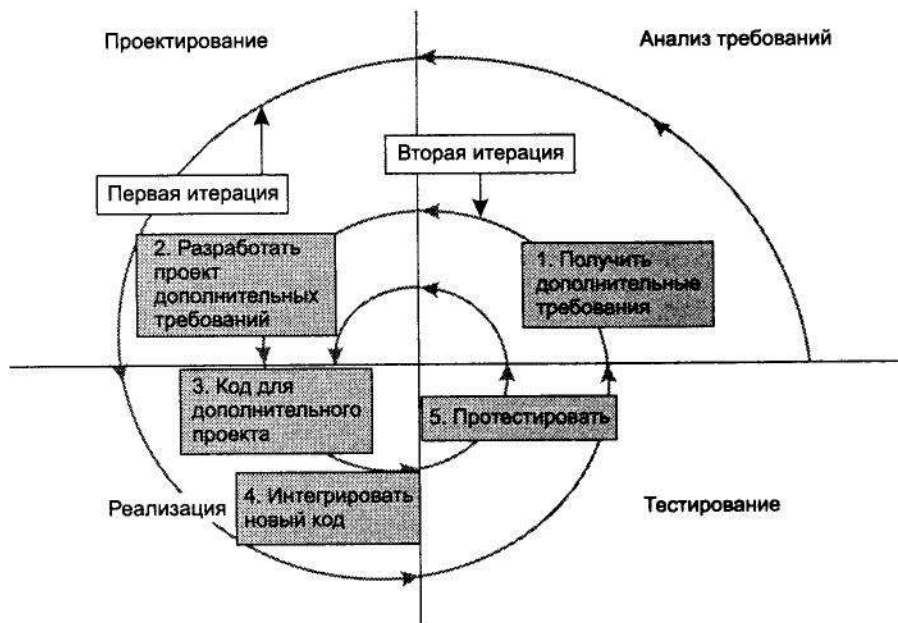 Проектирование
Анализ требований
Вторая итерация
Первая итерация
2. Разработать
проект
дополнительных
требований
1. Получить
дополнительные
требования
3. Код для
дополнительного
проекта
5. Протестировать
4. Интегрировать
новый код
Реализация
Тестирование